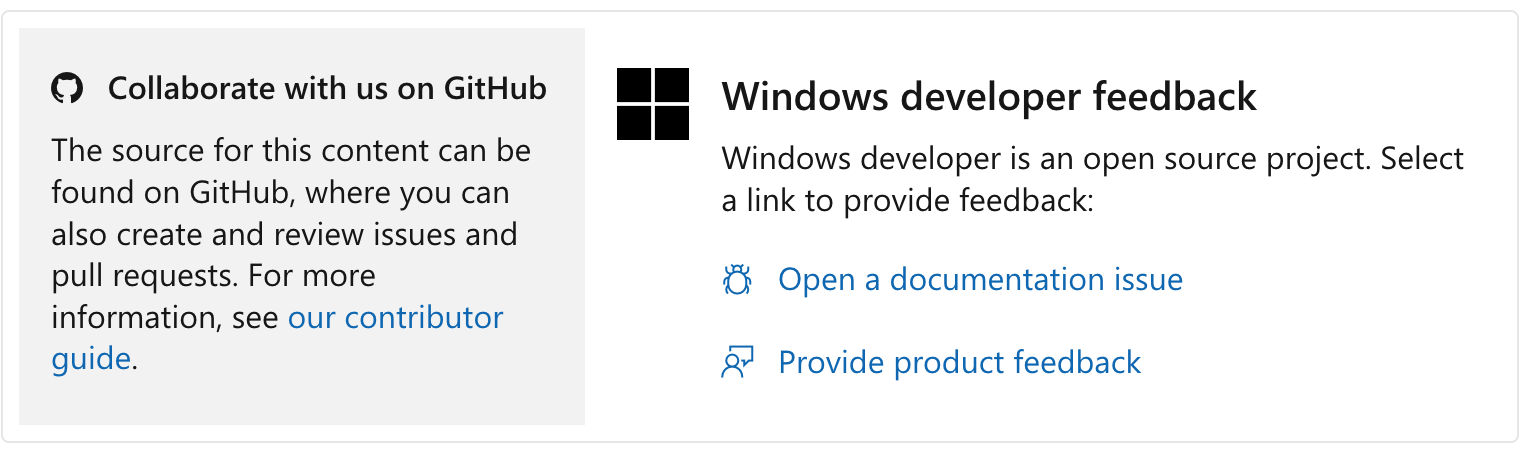 Collaborate with us on GitHub
The source for this content can be
found on GitHub, where you can
also create and review issues and
pull requests. For more
information, see our contributor
guide.
Windows developer feedback
Windows developer is an open source project. Select
a link to provide feedback:
Open a documentation issue
Provide product feedback